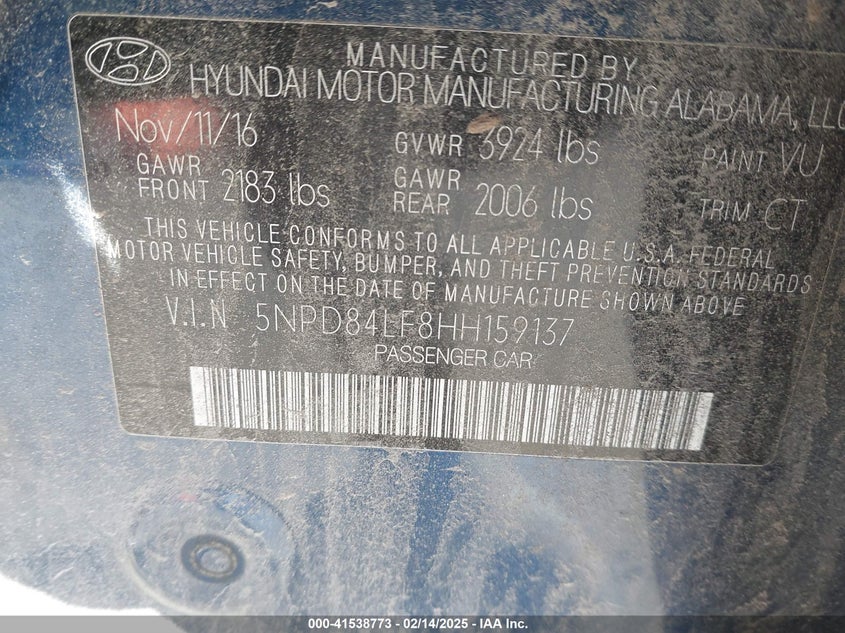 MANUFACTURED BY
HYUNDAI MOTOR MANUFACTURING ALABAMA, LLC
Nov/11/16 GVWR 3924 lbs PAINT VU
GAWR FRONT 2183 lbs GAWR REAR 2006 lbs TRIM CT
THIS VEHICLE CONFORMS TO ALL APPLICABLE U.S.A. FEDERAL
MOTOR VEHICLE SAFETY, BUMPER, AND THEFT PREVENTION STANDARDS
IN EFFECT ON THE DATE OF MANUFACTURE SHOWN ABOVE
V.I.N 5NPD84LF8HH159137
PASSENGER CAR
000-41538773 - 02/14/2025 - IAA Inc.